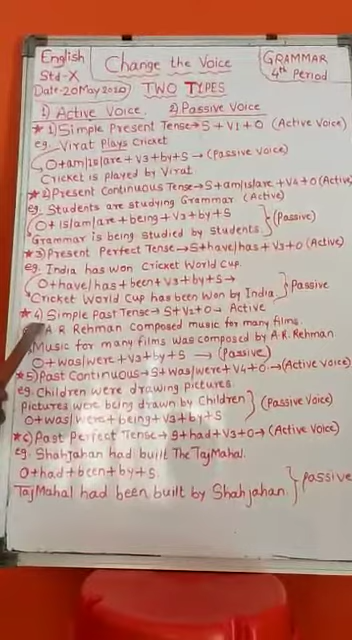 English
Std-X
Date-20May2020
Change the Voice
TWO TYPES
GRAMMAR
4th Period
1) Active Voice. 2) Passive Voice
★ 1) Simple Present Tense → S+V1+O (Active Voice)
eg. Virat Plays Cricket
O+am/is/are+V3+by+S → (Passive Voice)
Cricket is played by Virat
★ 2) Present Continuous Tense → S+am/is/are+V4+O (Active)
eg. Students are studying Grammar (Active)
O+is/am/are+being+V3+by+S
(Passive)
Grammar is being studied by students.
★ 3) Present Perfect Tense → S+have/has+V3+O (Active)
eg. India has won Cricket World Cup.
O+have/has+been+V3+by+S →
Passive
Cricket World Cup has been won by India
★ 4) Simple Past Tense → S+V2+O → Active
A R Rehman composed music for many films.
Music for many films was composed by A.R. Rehman
O+was/were+V3+by+S → (Passive)
★ 5) Past Continuous → S+was/were+V4+O → (Active Voice)
eg. Children were drawing pictures.
Pictures were being drawn by Children
(Passive Voice)
O+was/were+being+V3+by+S
★ 6) Past Perfect Tense → S+had+V3+O → (Active Voice)
eg. Shahjahan had built The TajMahal.
O+had+been+by+S.
Passive
TajMahal had been built by Shahjahan.